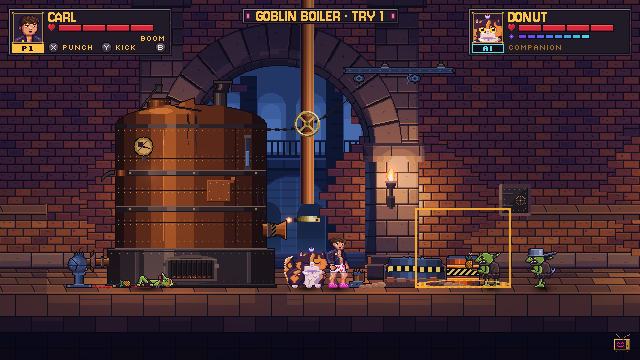 CARL
BOOM
P1
X PUNCH Y KICK B
GOBLIN BOILER · TRY 1
DONUT
AI
COMPANION